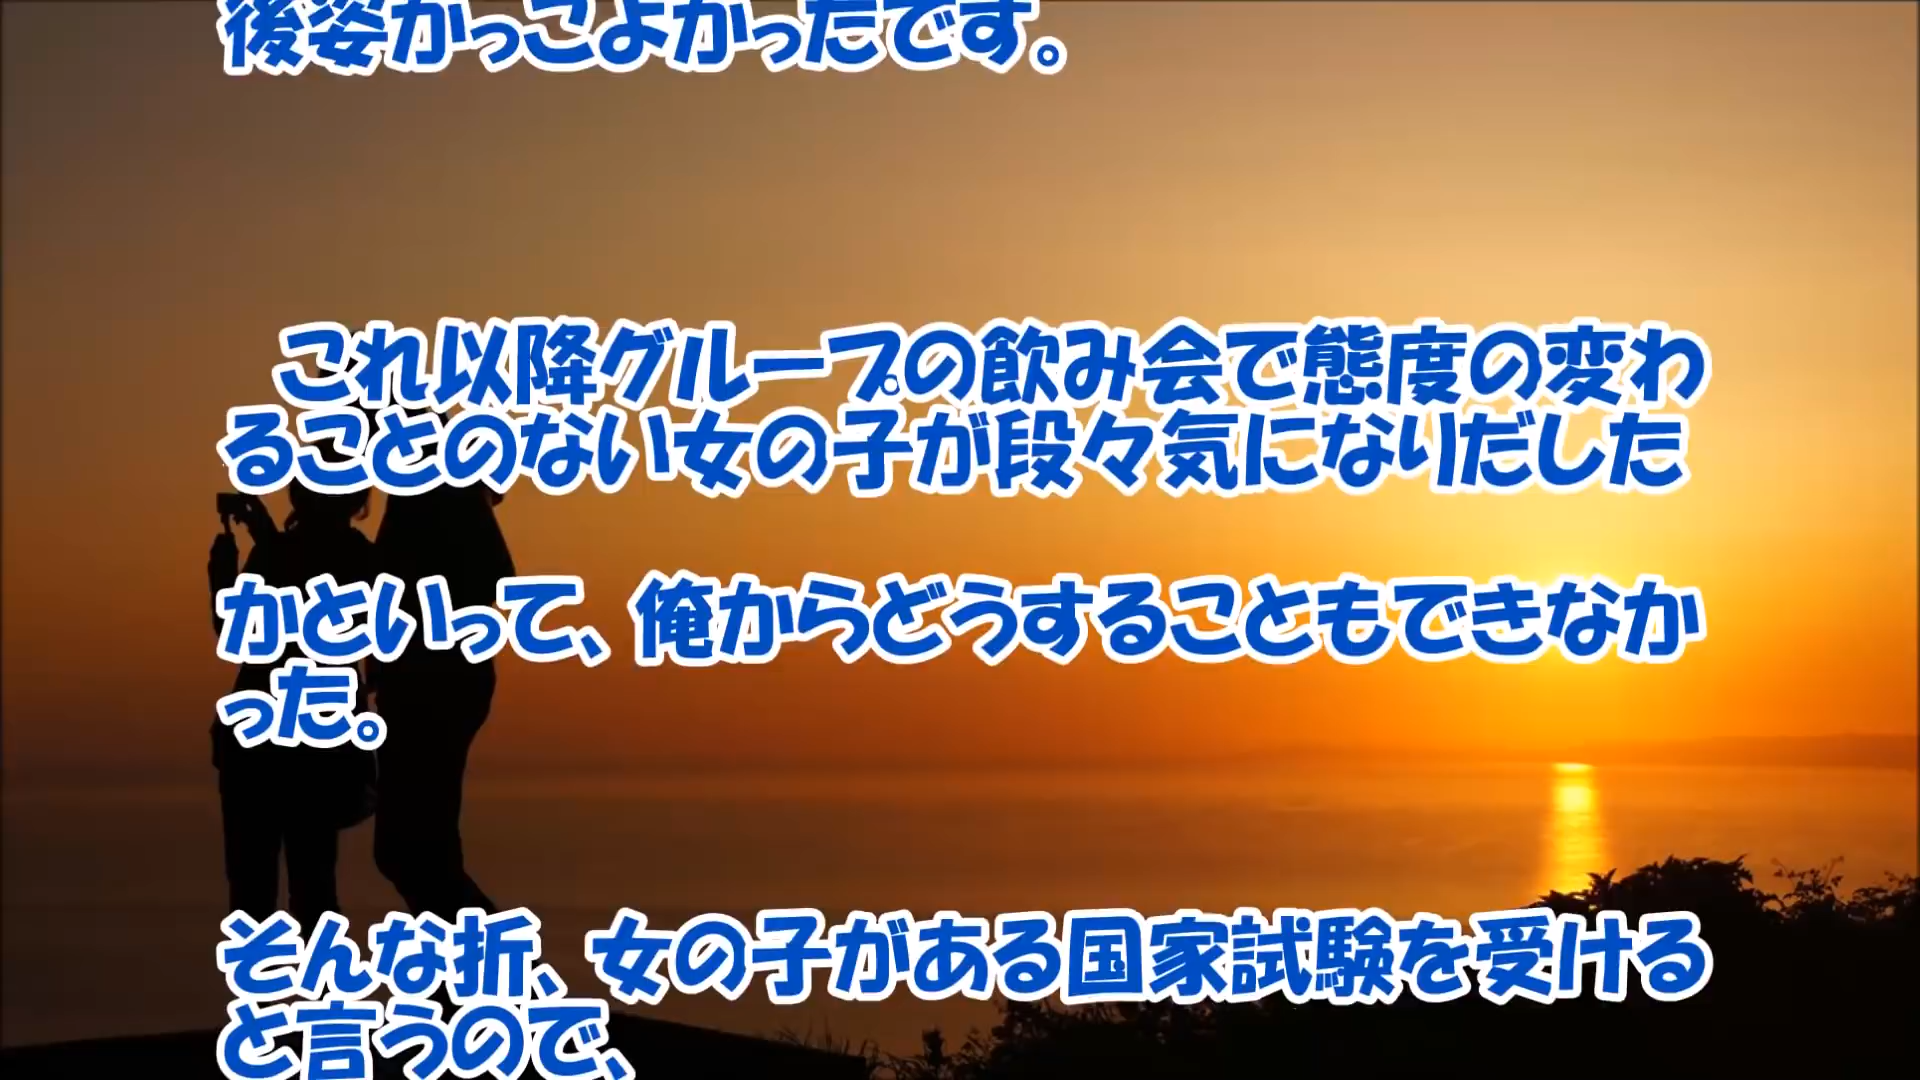 後姿かっこよかったです。
これ以降グループの飲み会で態度の変わ
ることのない女の子が段々気になりだした
かといって、俺からどうすることもできなか
った。
そんな折、女の子がある国家試験を受ける
と言うので、